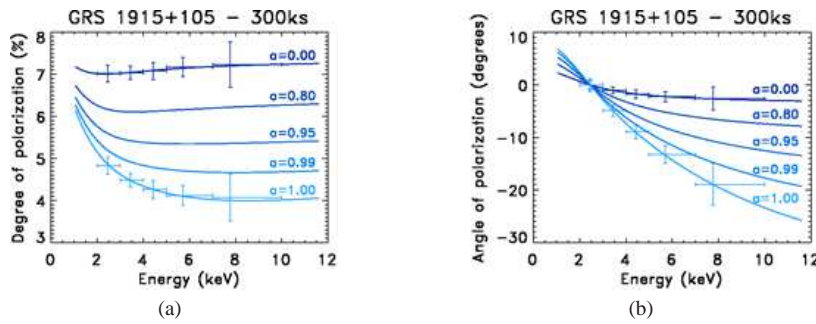 GRS 1915+105 – 300ks
Degree of polarization (%)
8
7
6
5
4
3
a=0.00
a=0.80
a=0.95
a=0.99
a=1.00
0 2 4 6 8 10 12
Energy (keV)
(a)
GRS 1915+105 – 300ks
Angle of polarization (degrees)
10
0
-10
-20
-30
a=0.00
a=0.80
a=0.95
a=0.99
a=1.00
0 2 4 6 8 10 12
Energy (keV)
(b)